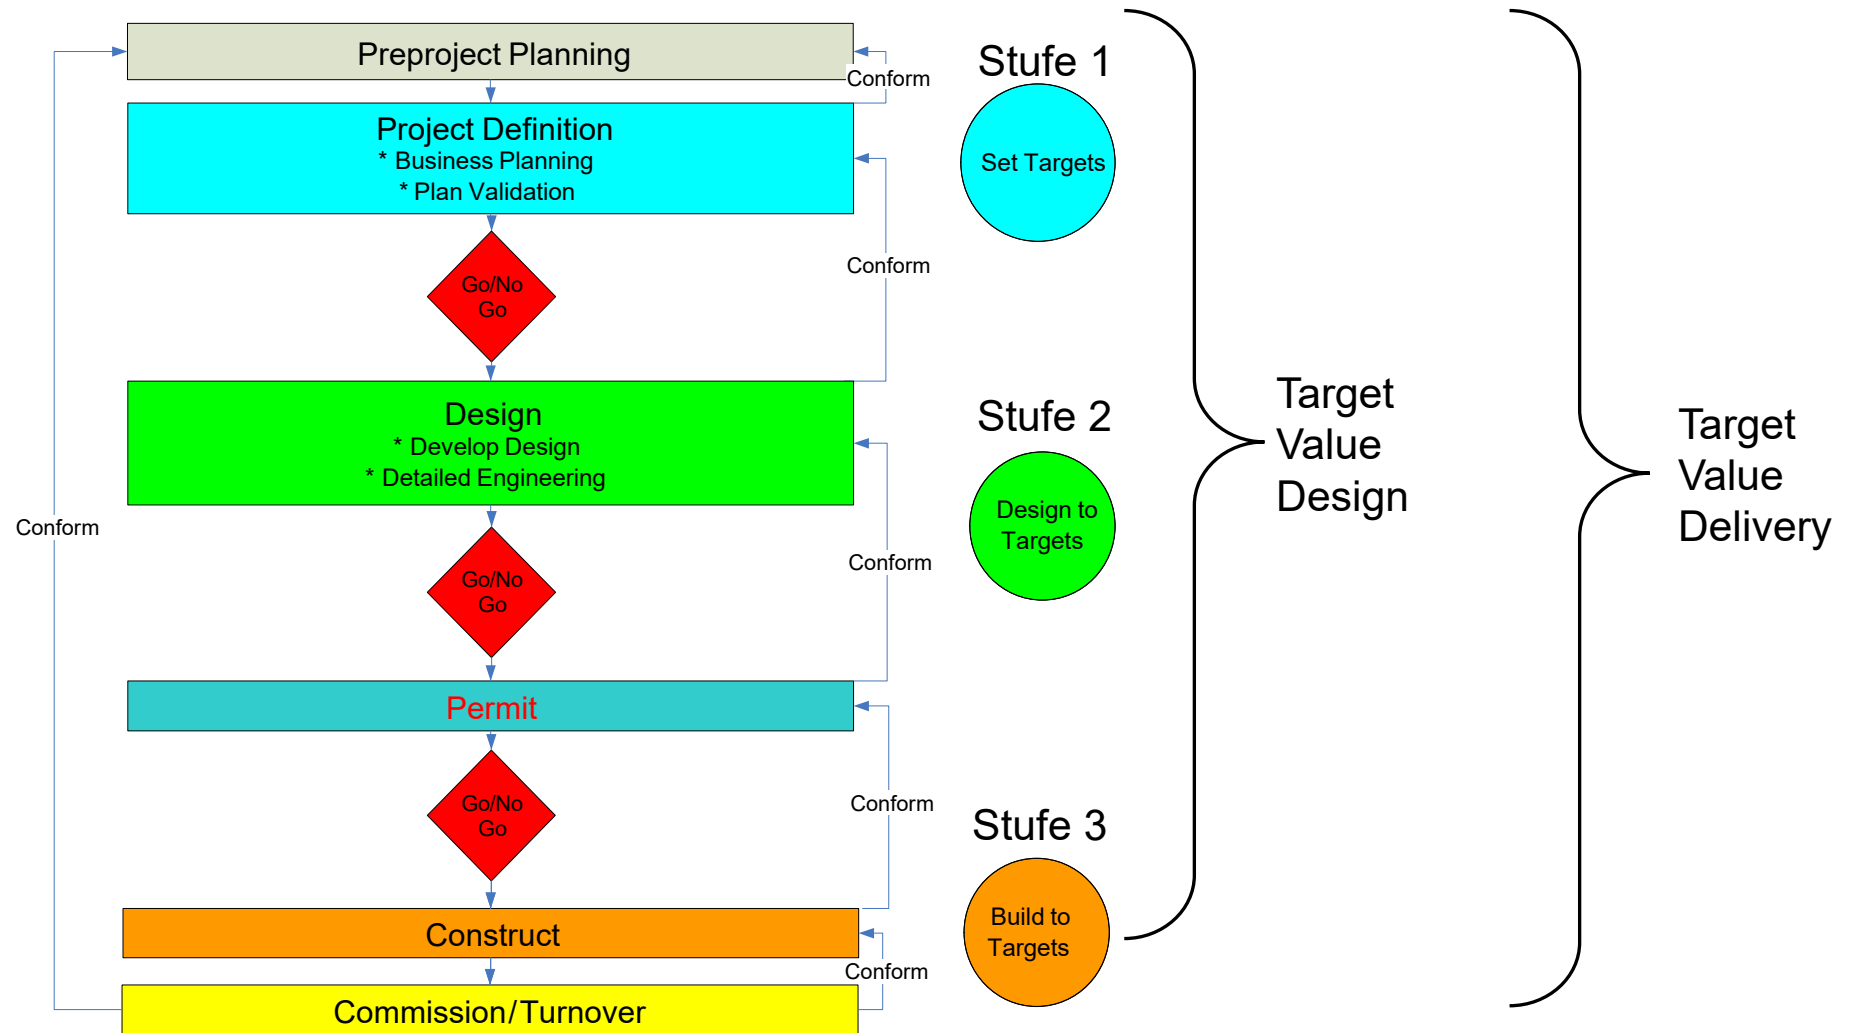 Preproject Planning
Conform
Project Definition
* Business Planning
* Plan Validation
Conform
Go/No
Go
Design
* Develop Design
* Detailed Engineering
Conform
Conform
Go/No
Go
Permit
Go/No
Go
Conform
Construct
Conform
Commission/Turnover
Stufe 1
Set Targets
Stufe 2
Design to
Targets
Stufe 3
Build to
Targets
Target
Value
Design
Target
Value
Delivery